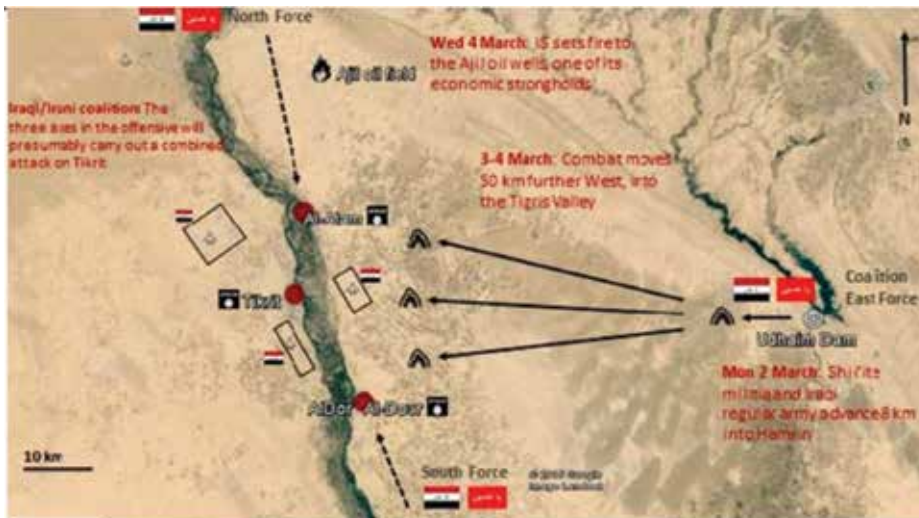 North Force
Wed 4 March: IS sets fire to
the Ajil oil wells, one of its
economic strongholds
Ajil oil field
Iraqi/Irani coalition: The
three axes in the offensive will
presumably carry out a combined
attack on Tikrit
N
3-4 March: Combat moves
50 km further West, into
the Tigris Valley
Al-Alam
Coalition
East Force
Tikrit
Udhaim Dam
Mon 2 March: Shi'ite
militia and Iraqi
regular army advance 8 km
into Hamrin
AlDor Al-Dour
10 km
South Force
Google